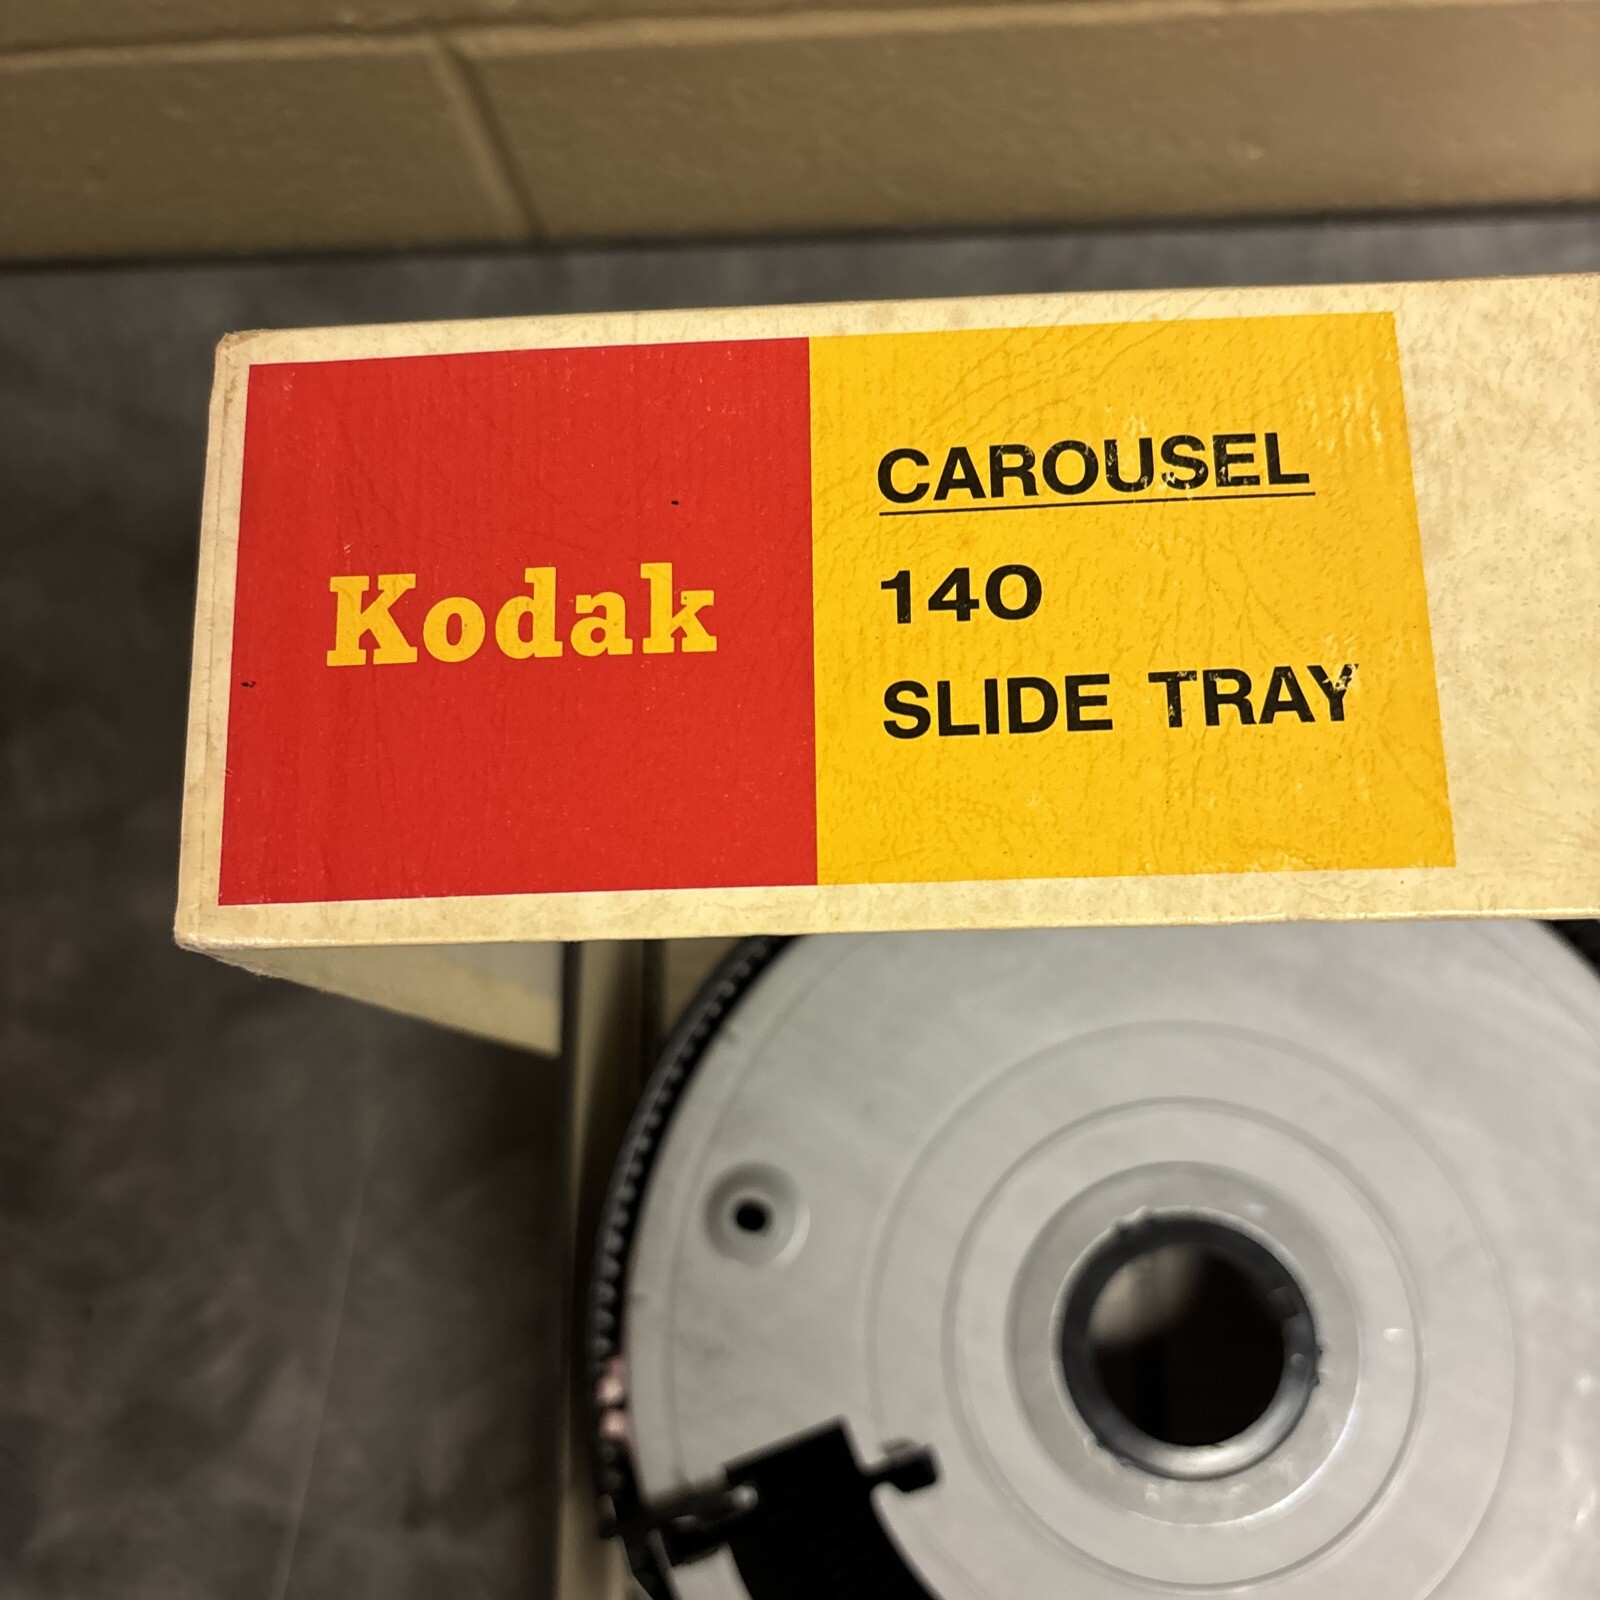 Kodak
CAROUSEL
140
SLIDE TRAY